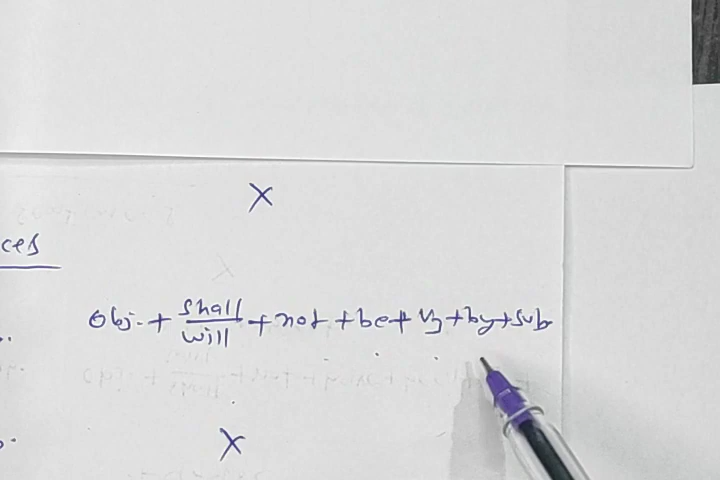 X
ces
Obj. + shall/will + not + be + V3 + by + sub
X